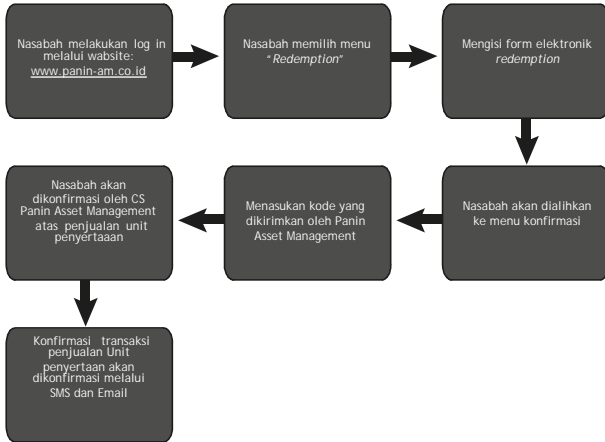 Nasabah melakukan log in
melalui website:
www.panin-am.co.id
Nasabah memilih menu
"Redemption"
Mengisi form elektronik
redemption
Nasabah akan dialihkan
ke menu konfirmasi
Menasukan kode yang
dikirimkan oleh Panin
Asset Management
Nasabah akan
dikonfirmasi oleh CS
Panin Asset Management
atas penjualan unit
penyertaaan
Konfirmasi transaksi
penjualan Unit
penyertaan akan
dikonfirmasi melalui
SMS dan Email